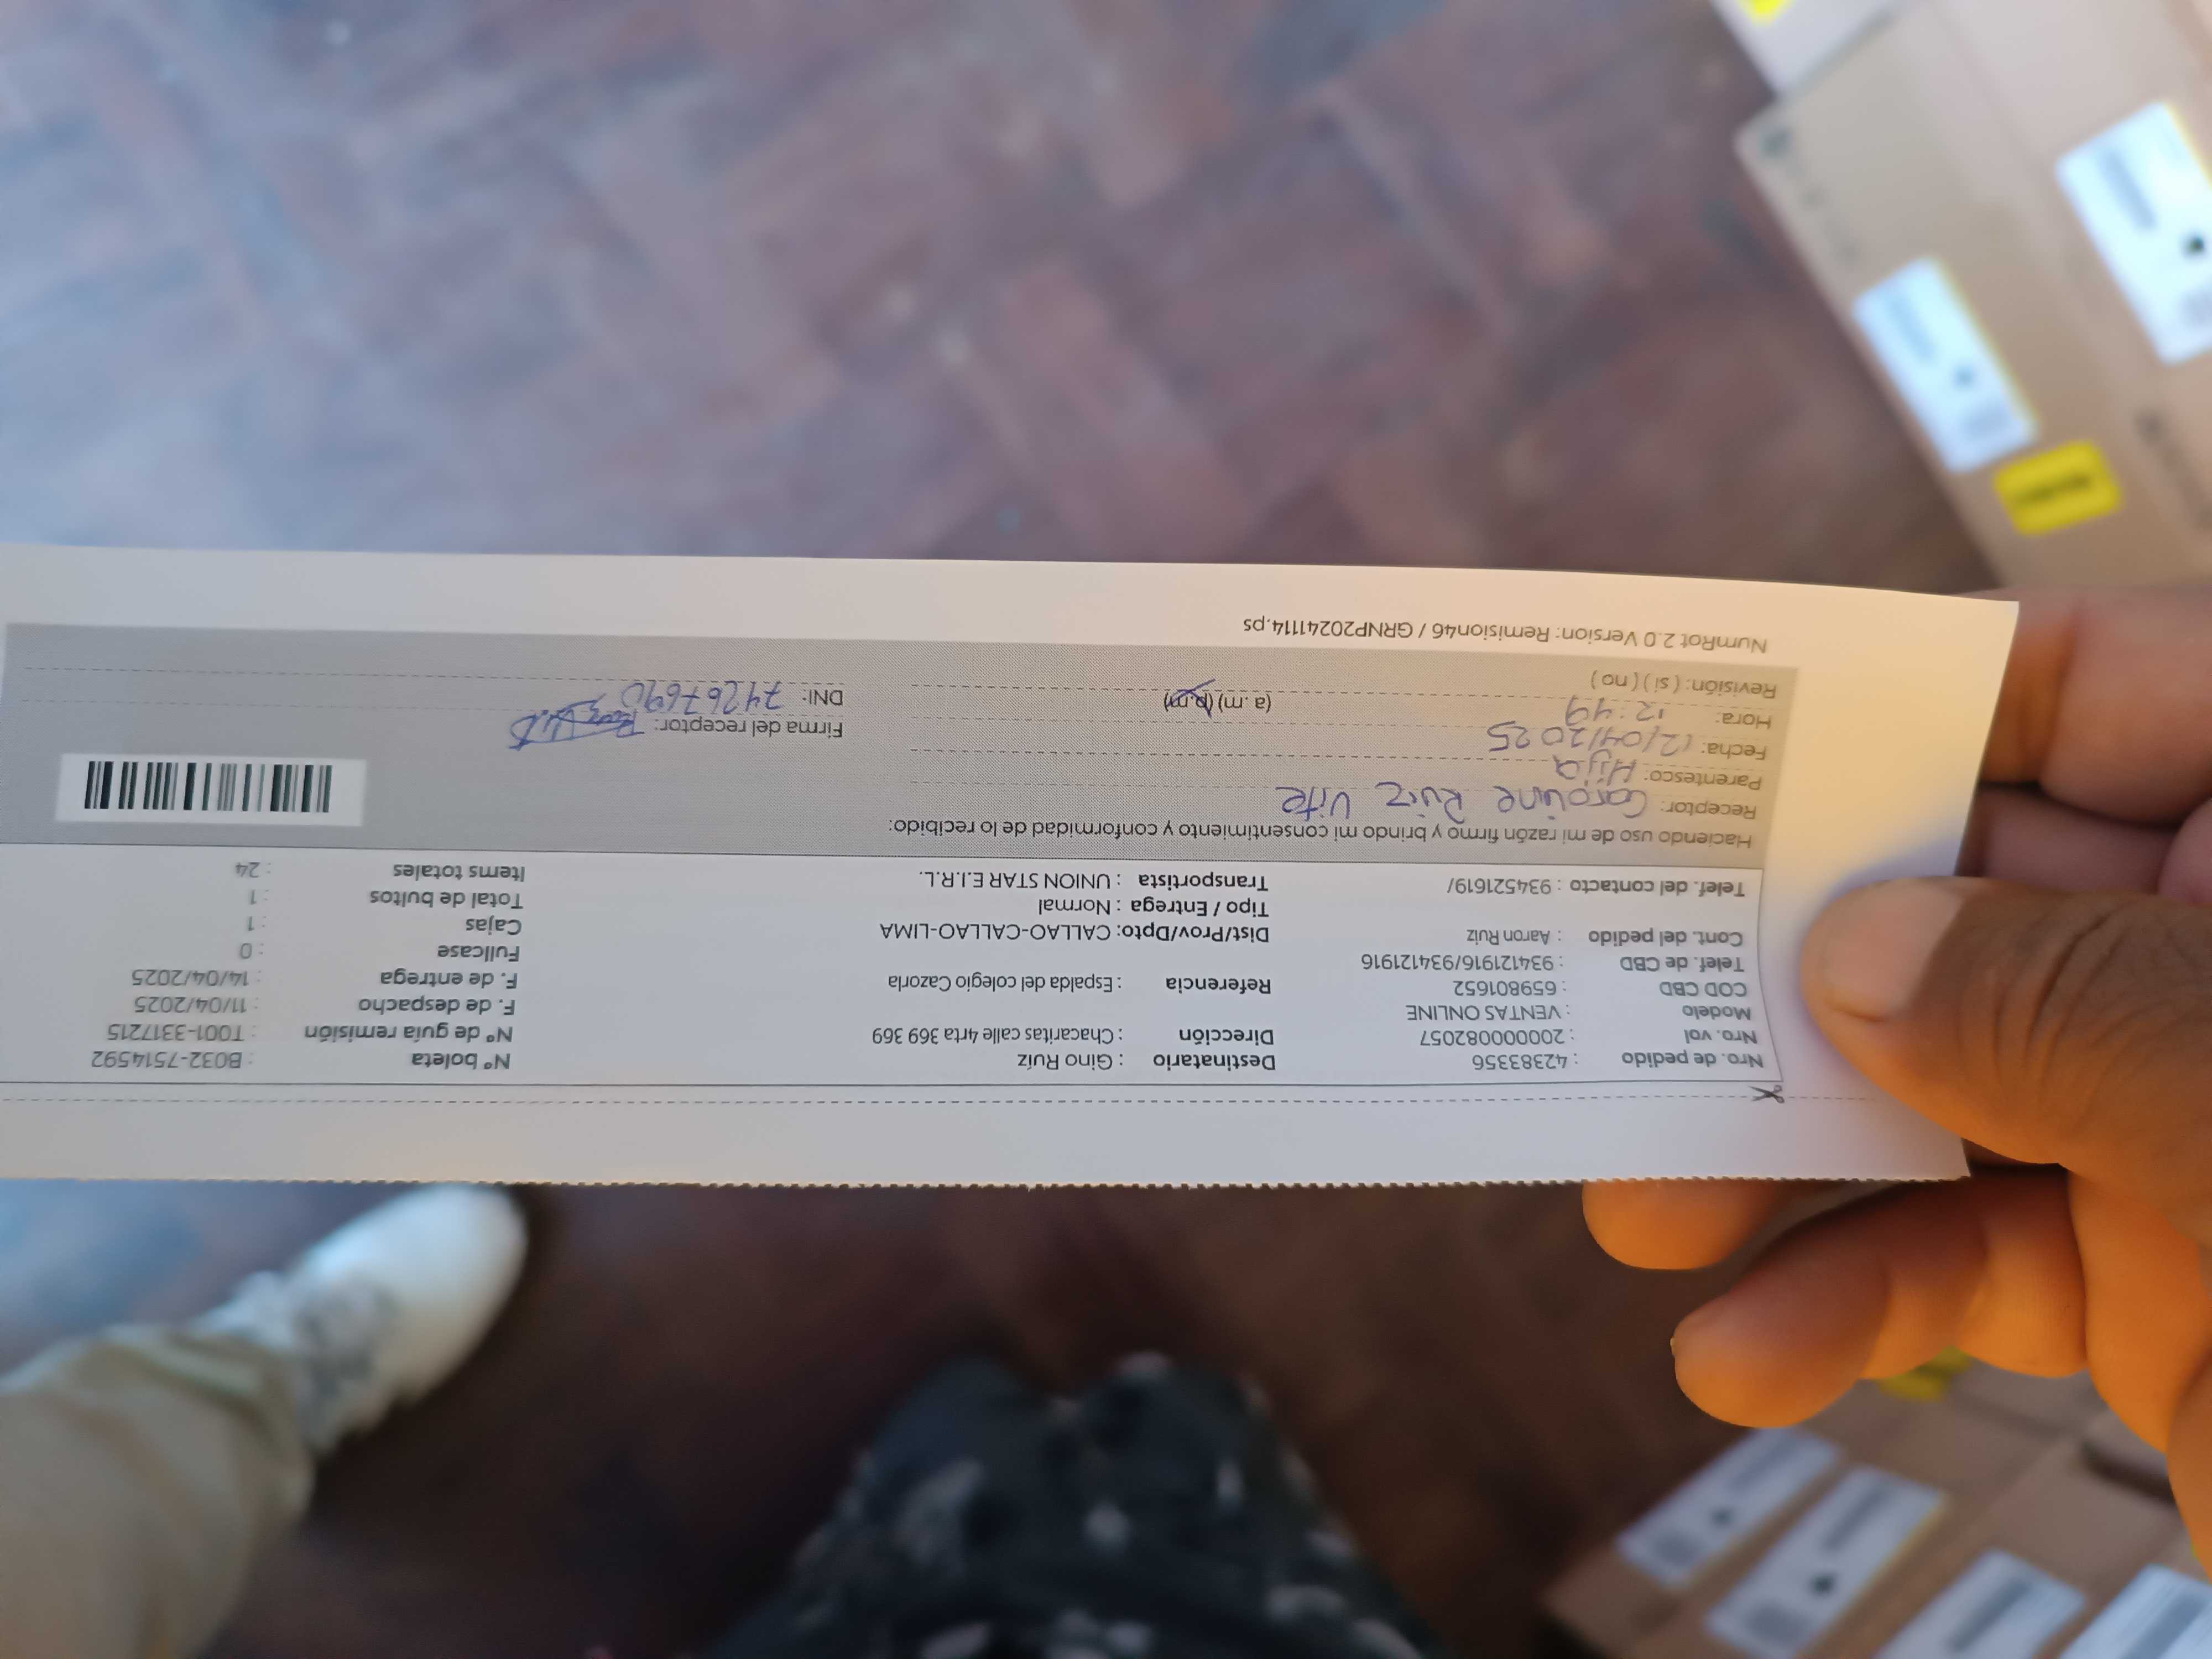 Nro. de pedido : 42383356 Destinatario : Gino Ruíz Nº boleta : B032-7514592
Nro. vol : 20000082057 Dirección : Chacaritas calle 4rta 369 369 Nº de guía remisión : T001-3317215
Modelo : VENTAS ONLINE F. de despacho : 11/04/2025
COD CBD : 659801652 Referencia : Espalda del colegio Cazorla F. de entrega : 14/04/2025
Telef. de CBD : 934121916/934121916 Fullcase : 0
Cont. del pedido : Aaron Ruiz Dist/Prov/Dpto: CALLAO-CALLAO-LIMA Cajas : 1
Tipo / Entrega : Normal Total de bultos : 1
Telef. del contacto : 934521619/ Transportista : UNION STAR E.I.R.L. Items totales : 24
Haciendo uso de mi razón firmo y brindo mi consentimiento y conformidad de lo recibido:
Receptor: Caroline Ruiz Vite
Parentesco: Hija
Fecha: 12/04/2025 Firma del receptor:
Hora: 12:49 (a.m) (p.m) DNI: 74267690
Revisión: ( si ) ( no )
NumRot 2.0 Version: Remision46 / GRNP20241114.ps